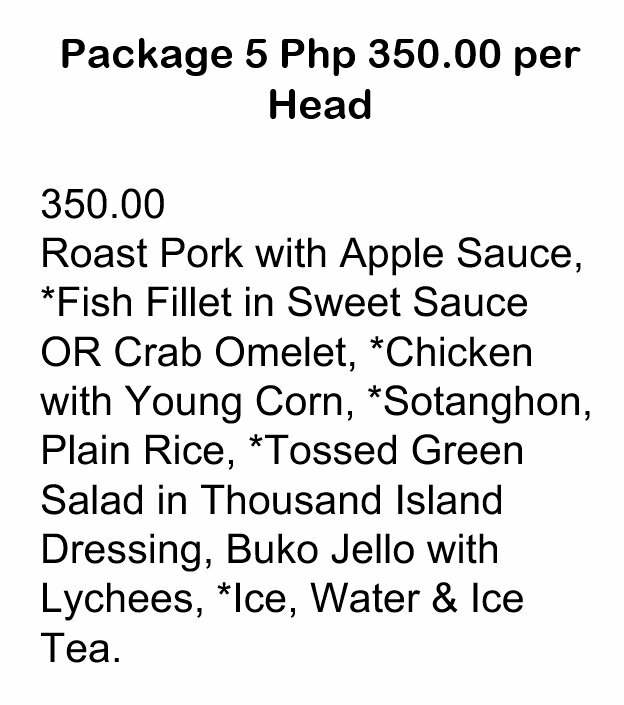 Package 5 Php 350.00 per
Head
350.00
Roast Pork with Apple Sauce,
*Fish Fillet in Sweet Sauce
OR Crab Omelet, *Chicken
with Young Corn, *Sotanghon,
Plain Rice, *Tossed Green
Salad in Thousand Island
Dressing, Buko Jello with
Lychees, *Ice, Water & Ice
Tea.